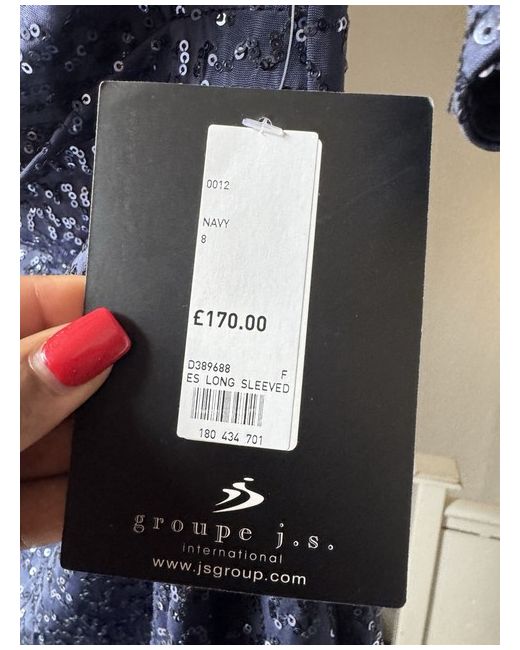 0012
NAVY
8
£170.00
D389688 F
ES LONG SLEEVED
180 434 701
groupe j.s.
international
www.jsgroup.com